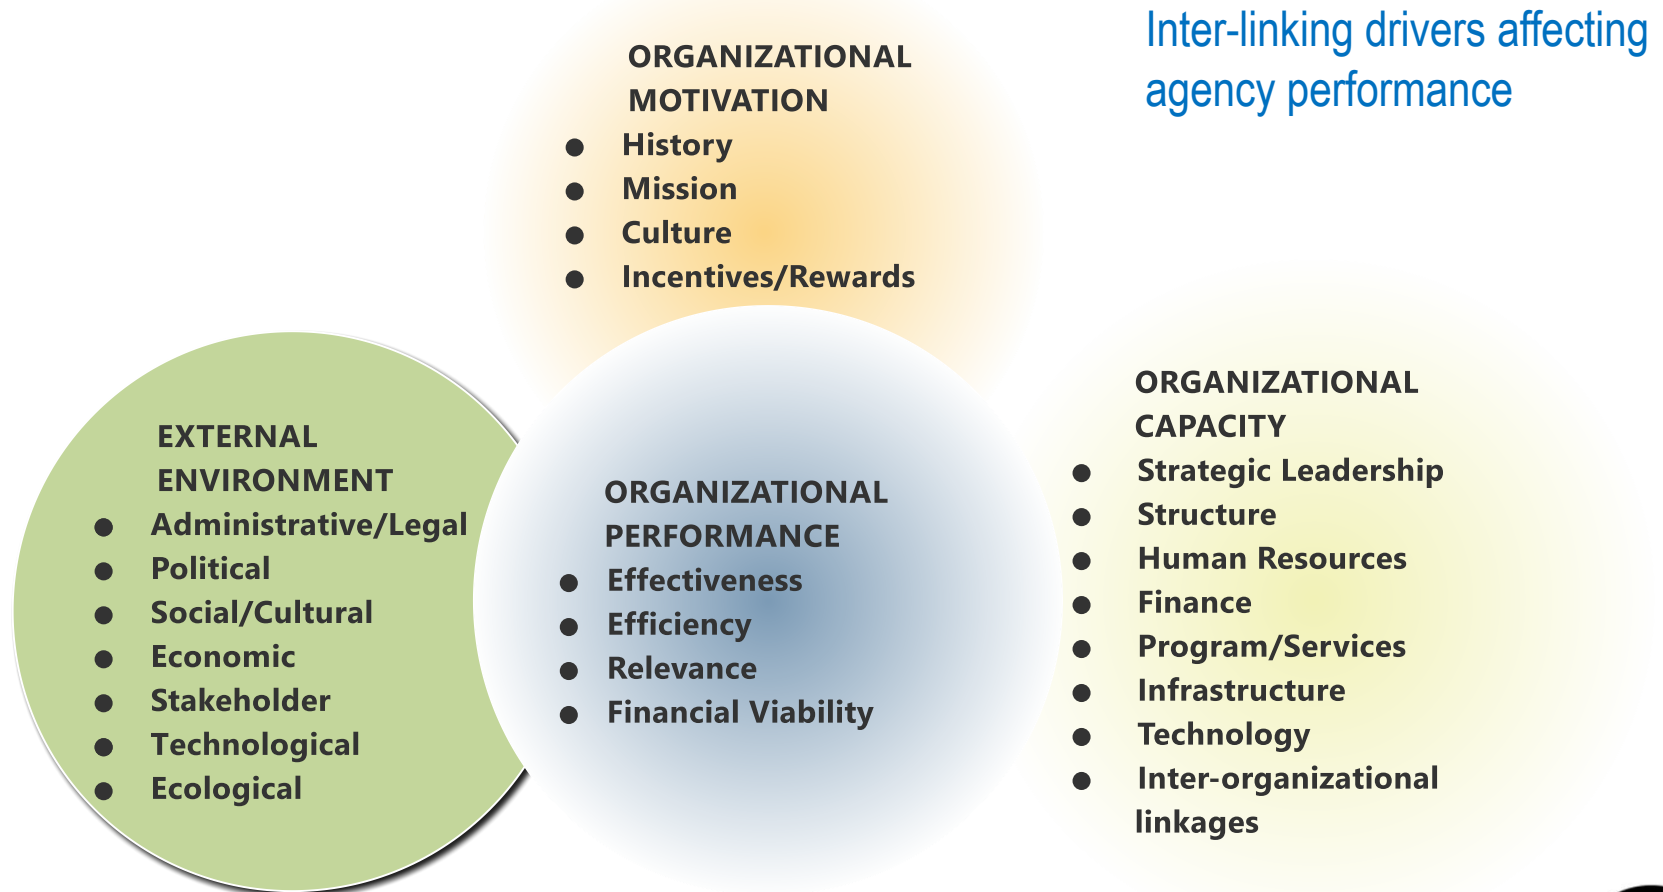 Inter-linking drivers affecting
agency performance
ORGANIZATIONAL
MOTIVATION
● History
● Mission
● Culture
● Incentives/Rewards
EXTERNAL
ENVIRONMENT
● Administrative/Legal
● Political
● Social/Cultural
● Economic
● Stakeholder
● Technological
● Ecological
ORGANIZATIONAL
PERFORMANCE
● Effectiveness
● Efficiency
● Relevance
● Financial Viability
ORGANIZATIONAL
CAPACITY
● Strategic Leadership
● Structure
● Human Resources
● Finance
● Program/Services
● Infrastructure
● Technology
● Inter-organizational
linkages